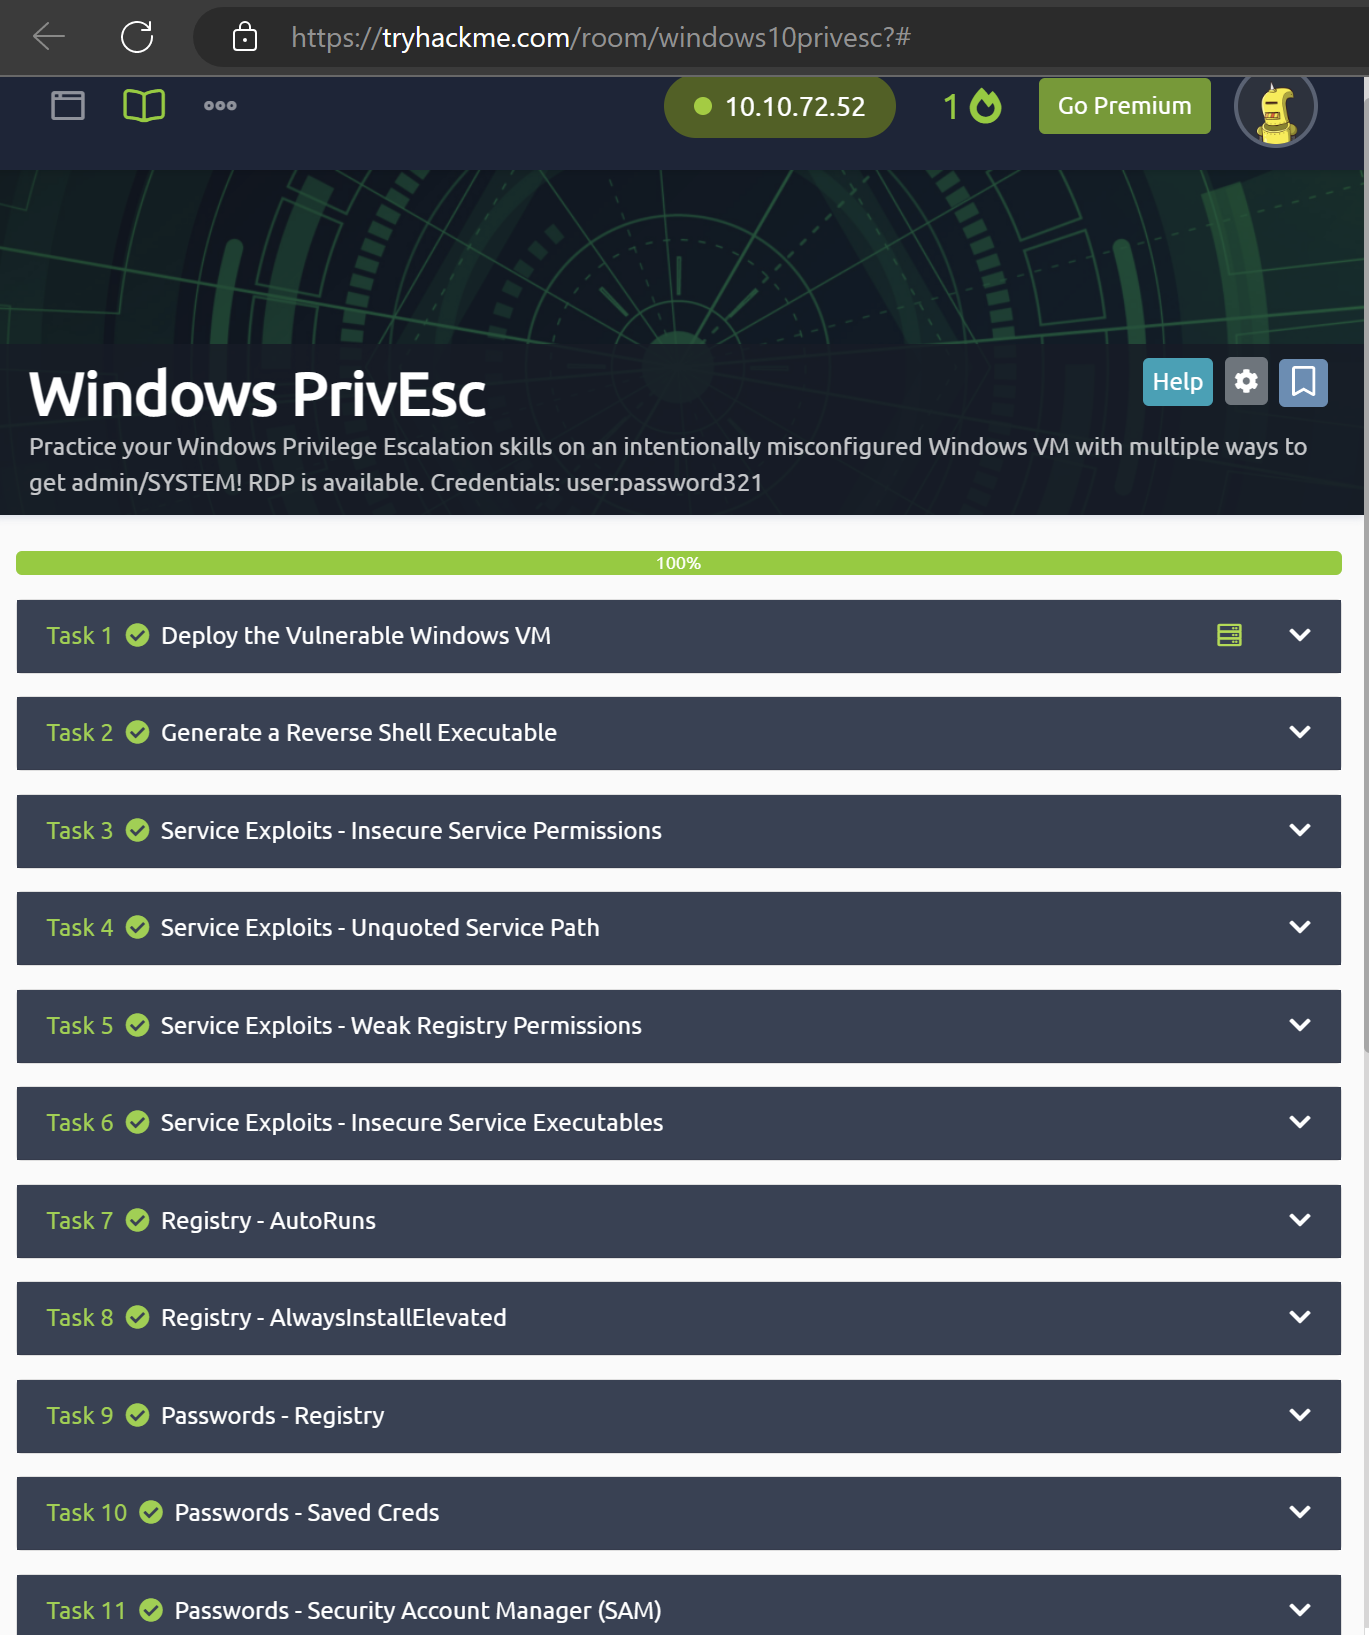 https://tryhackme.com/room/windows10privesc?#
10.10.72.52
1
Go Premium
Windows PrivEsc
Help
Practice your Windows Privilege Escalation skills on an intentionally misconfigured Windows VM with multiple ways to
get admin/SYSTEM! RDP is available. Credentials: user:password321
100%
Task 1 Deploy the Vulnerable Windows VM
Task 2 Generate a Reverse Shell Executable
Task 3 Service Exploits - Insecure Service Permissions
Task 4 Service Exploits - Unquoted Service Path
Task 5 Service Exploits - Weak Registry Permissions
Task 6 Service Exploits - Insecure Service Executables
Task 7 Registry - AutoRuns
Task 8 Registry - AlwaysInstallElevated
Task 9 Passwords - Registry
Task 10 Passwords - Saved Creds
Task 11 Passwords - Security Account Manager (SAM)